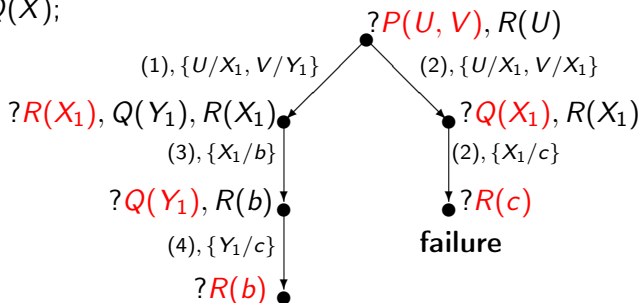 Q(X);
?P(U, V), R(U)
(1), {U/X₁, V/Y₁}
(2), {U/X₁, V/X₁}
?R(X₁), Q(Y₁), R(X₁)
?Q(X₁), R(X₁)
(3), {X₁/b}
(2), {X₁/c}
?Q(Y₁), R(b)
?R(c)
failure
(4), {Y₁/c}
?R(b)